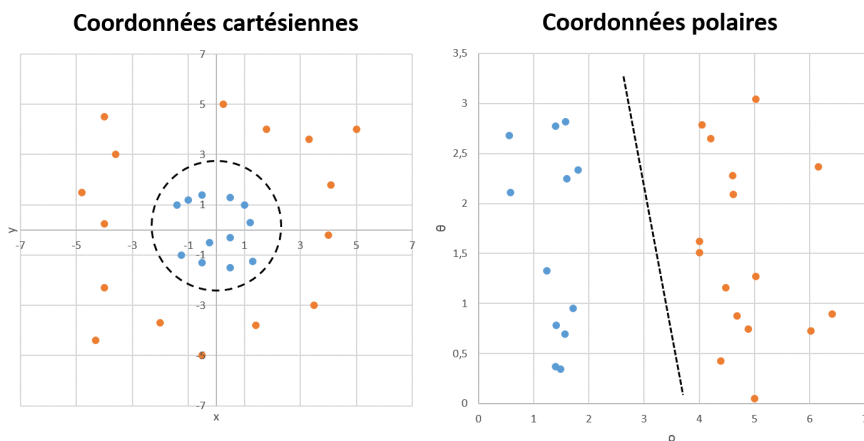 Coordonnées cartésiennes
7
5
3
1
-7 -5 -3 -1 1 3 5 7
-1
-3
-5
-7
y
x
Coordonnées polaires
3,5
3
2,5
2
1,5
1
0,5
0
0 1 2 3 4 5 6 7
θ
ρ